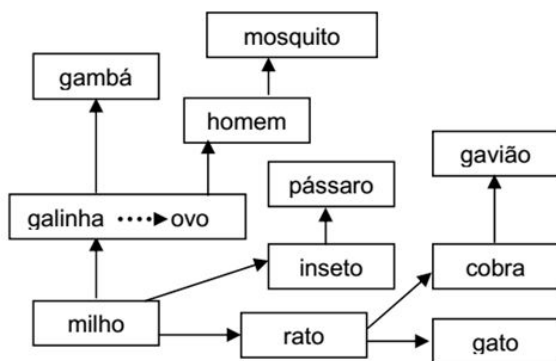 mosquito
gambá
homem
gavião
pássaro
galinha ovo
inseto
cobra
milho
rato
gato